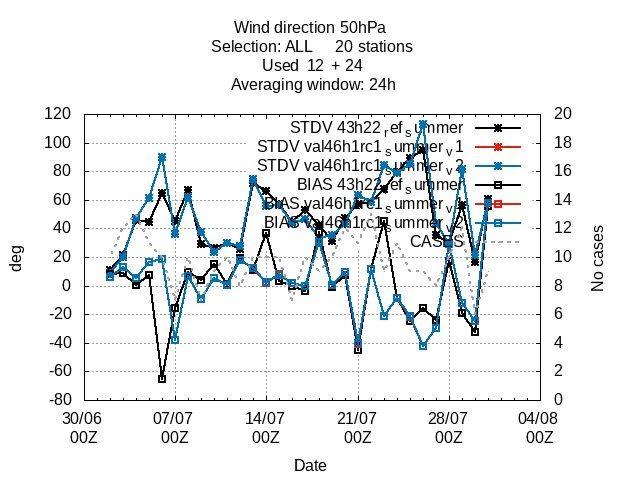 Wind direction 50hPa
Selection: ALL 20 stations
Used 12 + 24
Averaging window: 24h
120
100
80
60
40
20
0
-20
-40
-60
-80
deg
STDV 43h22_ref_summer
STDV val46h1rc1_summer_v1
STDV val46h1rc1_summer_v2
BIAS 43h22_ref_summer
BIAS val46h1rc1_summer_v1
BIAS val46h1rc1_summer_v2
CASES
20
18
16
14
12
10
8
6
4
2
0
No cases
30/06 07/07 14/07 21/07 28/07 04/08
00Z 00Z 00Z 00Z 00Z 00Z
Date